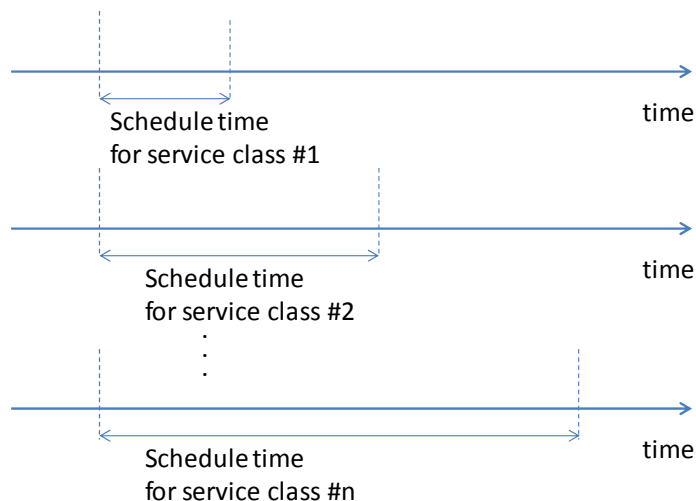 time
Schedule time
for service class #1
time
Schedule time
for service class #2
.
.
.
time
Schedule time
for service class #n